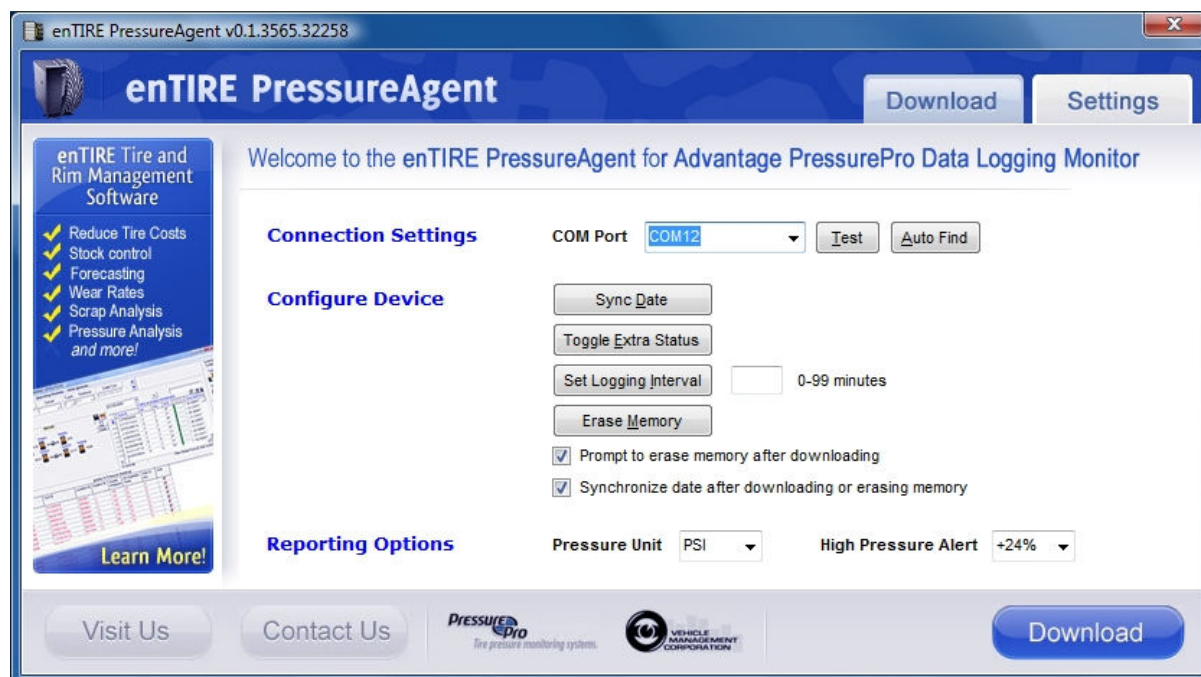 enTIRE PressureAgent v0.1.3565.32258
enTIRE PressureAgent
Download
Settings
enTIRE Tire and
Rim Management
Software
Reduce Tire Costs
Stock control
Forecasting
Wear Rates
Scrap Analysis
Pressure Analysis
and more!
Learn More!
Welcome to the enTIRE PressureAgent for Advantage PressurePro Data Logging Monitor
Connection Settings
COM Port COM12 Test Auto Find
Configure Device
Sync Date
Toggle Extra Status
Set Logging Interval 0-99 minutes
Erase Memory
Prompt to erase memory after downloading
Synchronize date after downloading or erasing memory
Reporting Options
Pressure Unit PSI High Pressure Alert +24%
Visit Us
Contact Us
PRESSURE
PRO
Tire pressure monitoring systems.
VEHICLE
MANAGEMENT
CORPORATION
Download